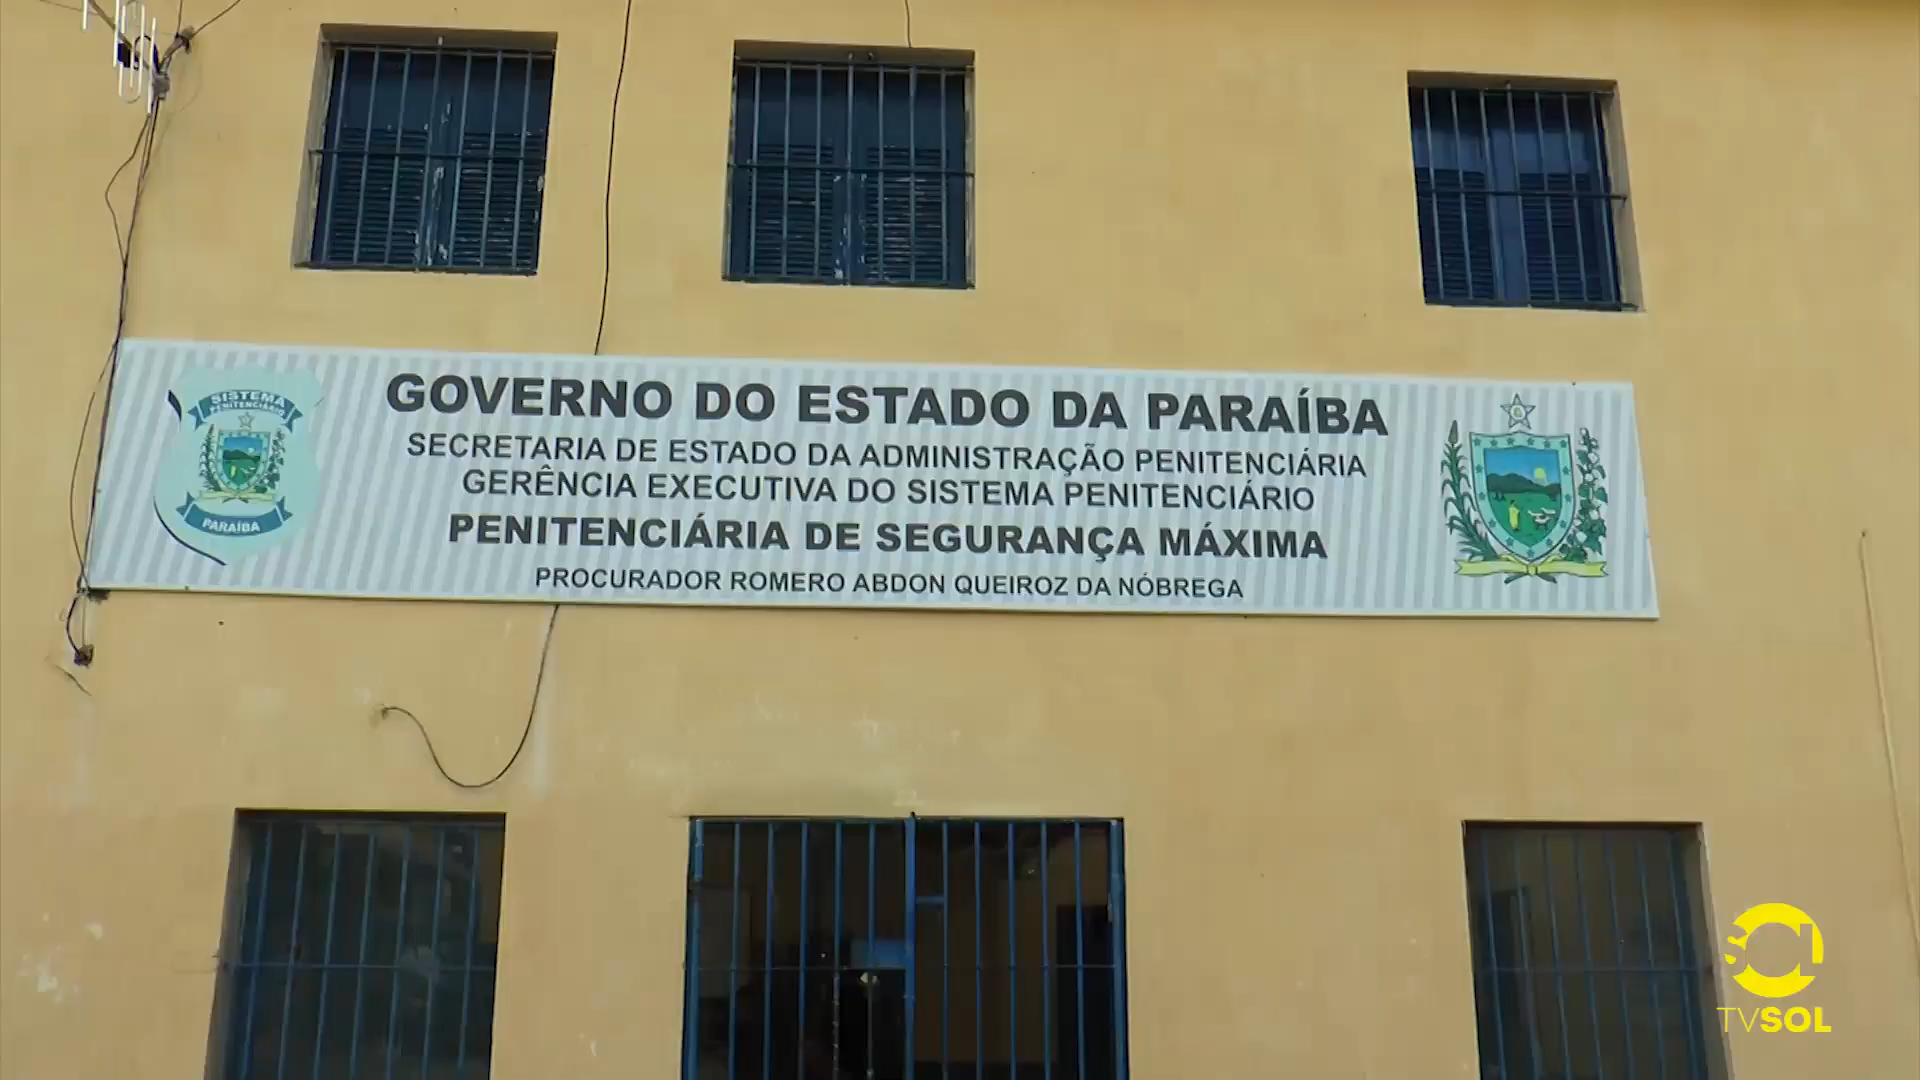 GOVERNO DO ESTADO DA PARAÍBA
SECRETARIA DE ESTADO DA ADMINISTRAÇÃO PENITENCIÁRIA
GERÊNCIA EXECUTIVA DO SISTEMA PENITENCIÁRIO
PENITENCIÁRIA DE SEGURANÇA MÁXIMA
PROCURADOR ROMERO ABDON QUEIROZ DA NÓBREGA
SISTEMA
PENITENCIÁRIO
PARAÍBA
TVSOL